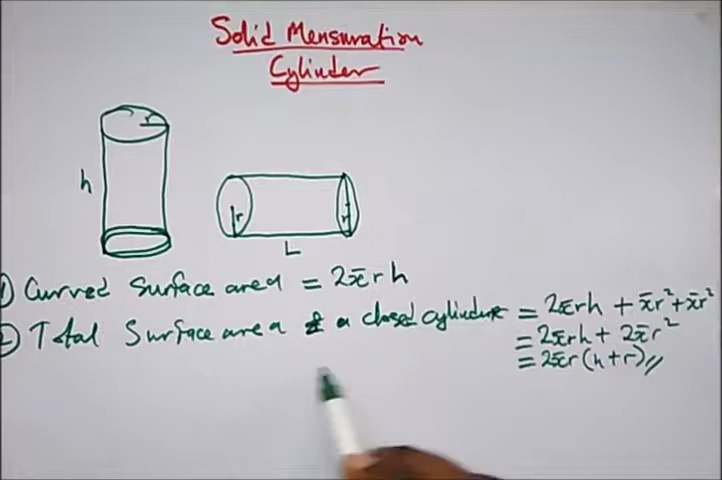 Solid Mensuration
Cylinder
r
h
r
r
L
① Curved Surface area = 2πrh
② Total Surface area of a closed cylinder = 2πrh + πr² + πr²
= 2πrh + 2πr²
= 2πr(h+r)//